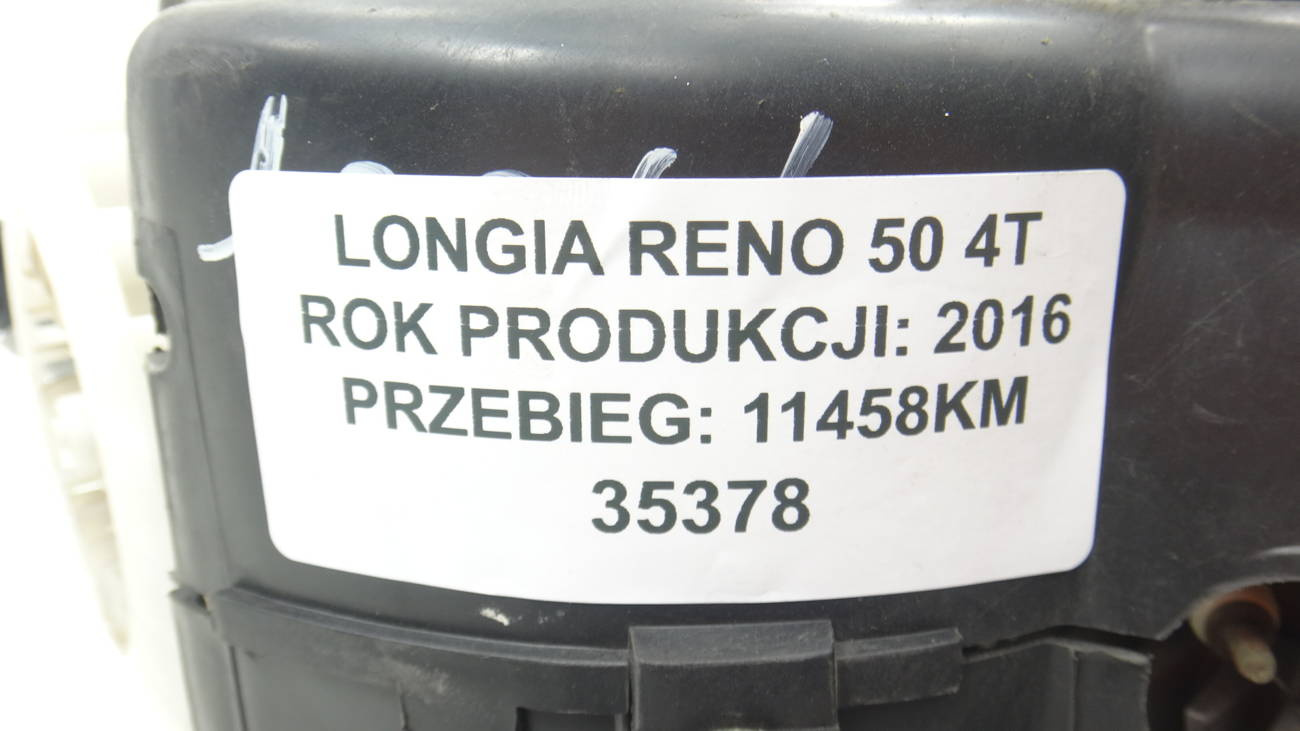 LONGIA RENO 50 4T
ROK PRODUKCJI: 2016
PRZEBIEG: 11458KM
35378